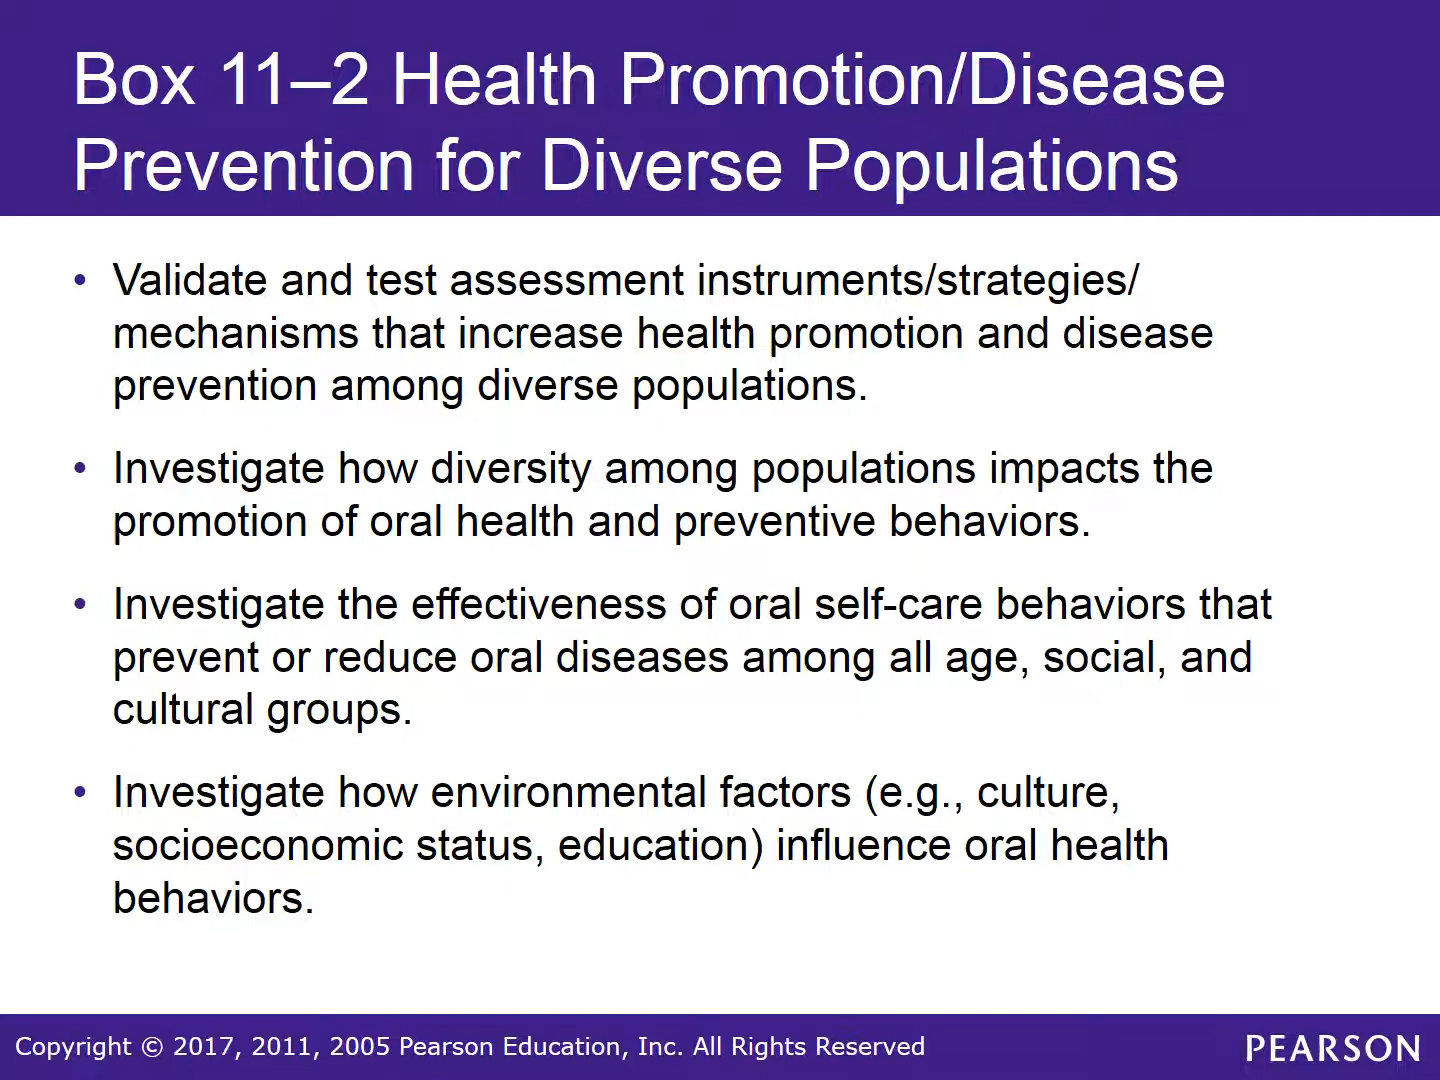 Box 11–2 Health Promotion/Disease
Prevention for Diverse Populations
• Validate and test assessment instruments/strategies/
mechanisms that increase health promotion and disease
prevention among diverse populations.
• Investigate how diversity among populations impacts the
promotion of oral health and preventive behaviors.
• Investigate the effectiveness of oral self-care behaviors that
prevent or reduce oral diseases among all age, social, and
cultural groups.
• Investigate how environmental factors (e.g., culture,
socioeconomic status, education) influence oral health
behaviors.
Copyright © 2017, 2011, 2005 Pearson Education, Inc. All Rights Reserved
PEARSON